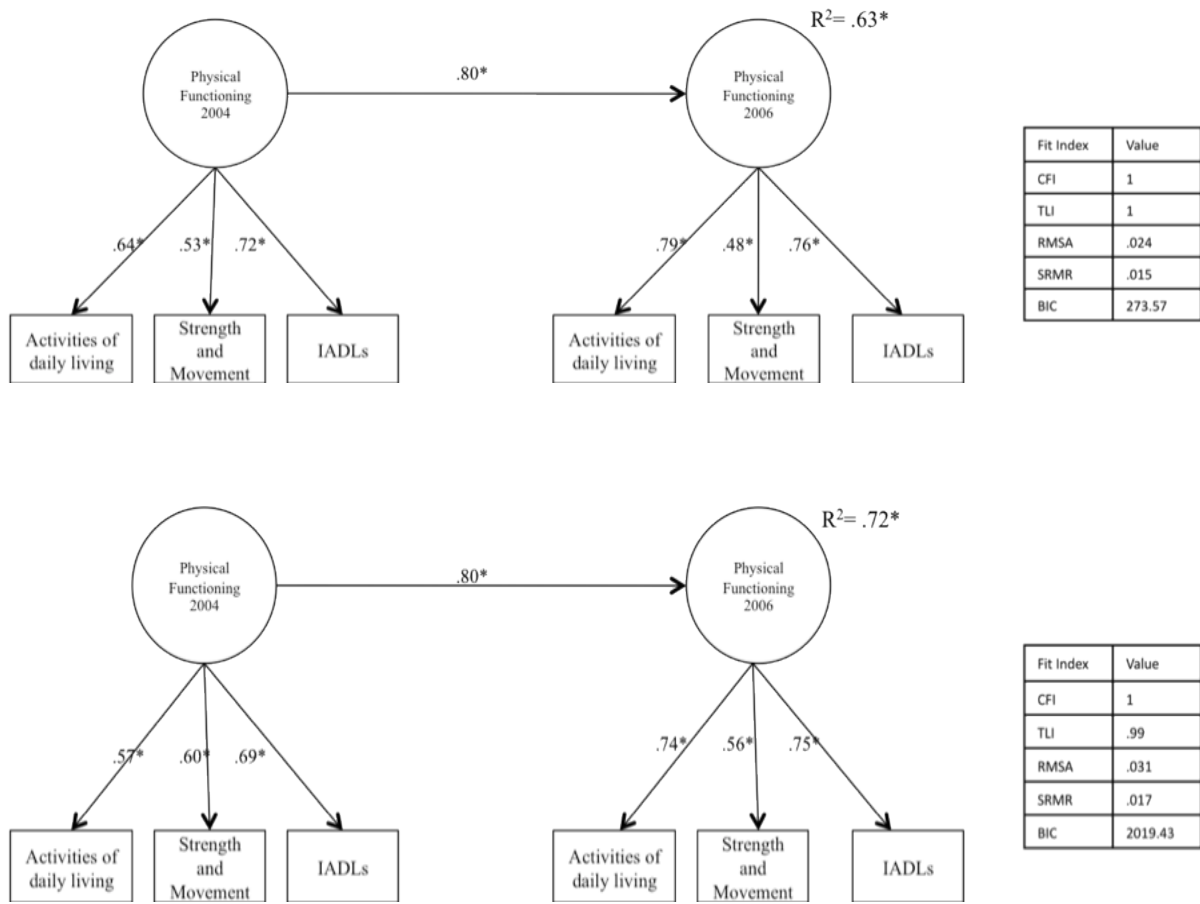 R²= .63*
Physical
Functioning
2004
.80*
Physical
Functioning
2006
.64*
.53*
.72*
.79*
.48*
.76*
Activities of
daily living
Strength
and
Movement
IADLs
Activities of
daily living
Strength
and
Movement
IADLs
Fit Index Value
CFI 1
TLI 1
RMSA .024
SRMR .015
BIC 273.57
R²= .72*
Physical
Functioning
2004
.80*
Physical
Functioning
2006
.57*
.60*
.69*
.74*
.56*
.75*
Activities of
daily living
Strength
and
Movement
IADLs
Activities of
daily living
Strength
and
Movement
IADLs
Fit Index Value
CFI 1
TLI .99
RMSA .031
SRMR .017
BIC 2019.43